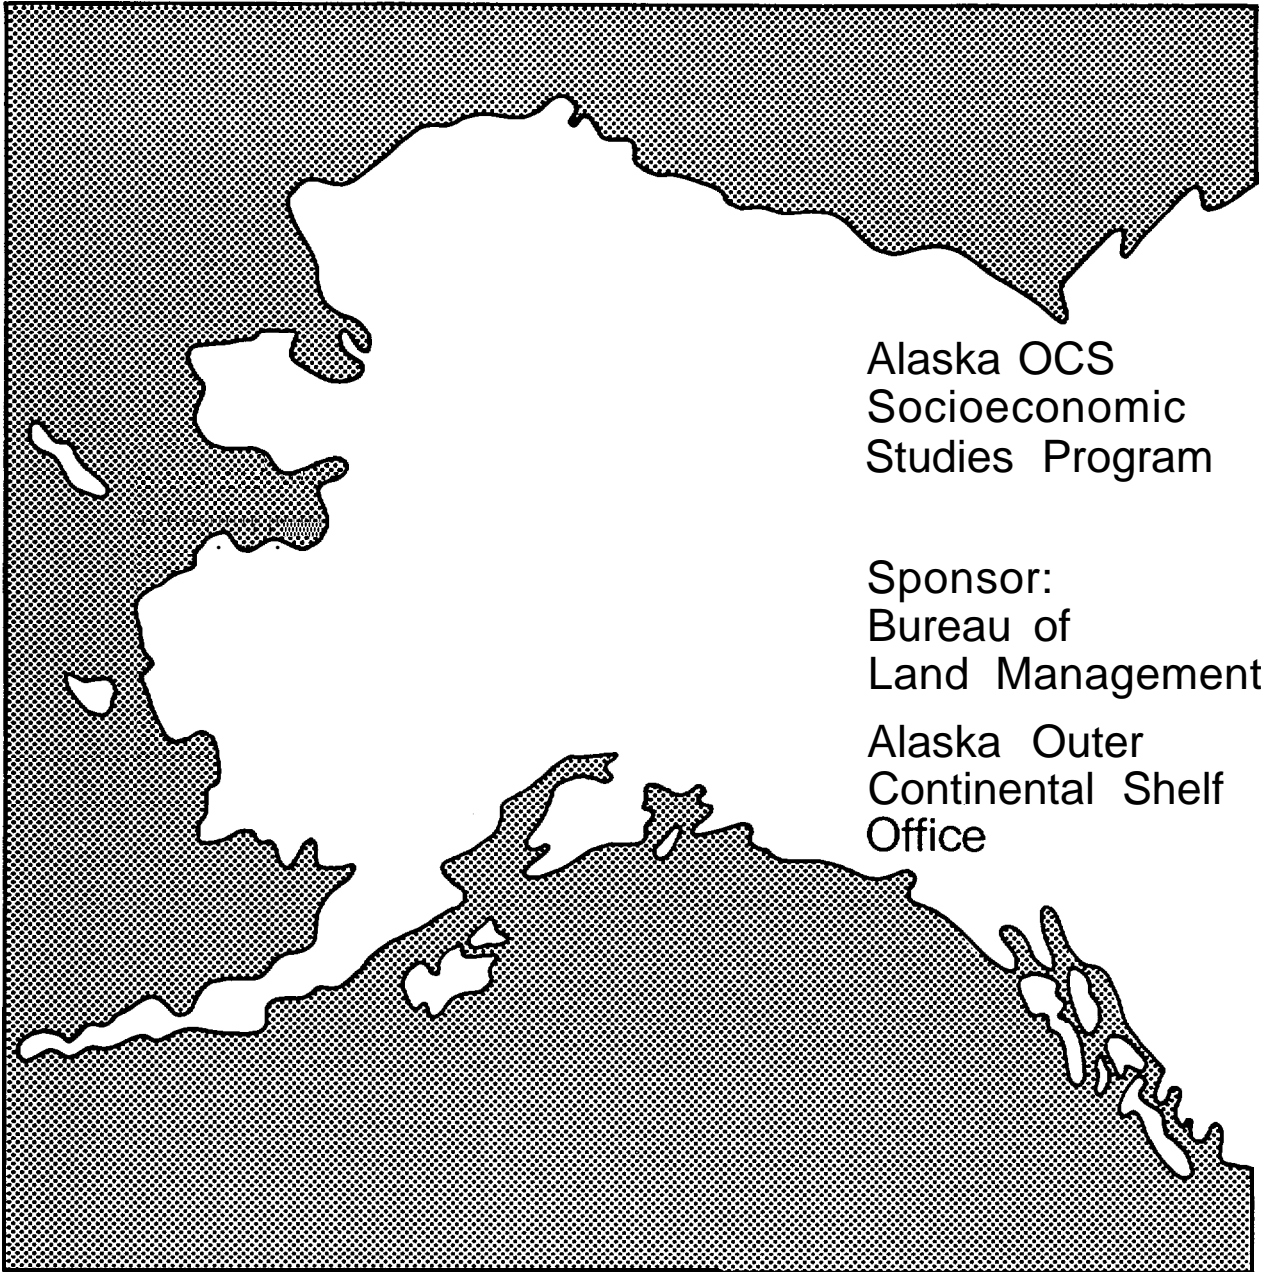 Alaska OCS
Socioeconomic
Studies Program
Sponsor:
Bureau of
Land Management
Alaska Outer
Continental Shelf
Office